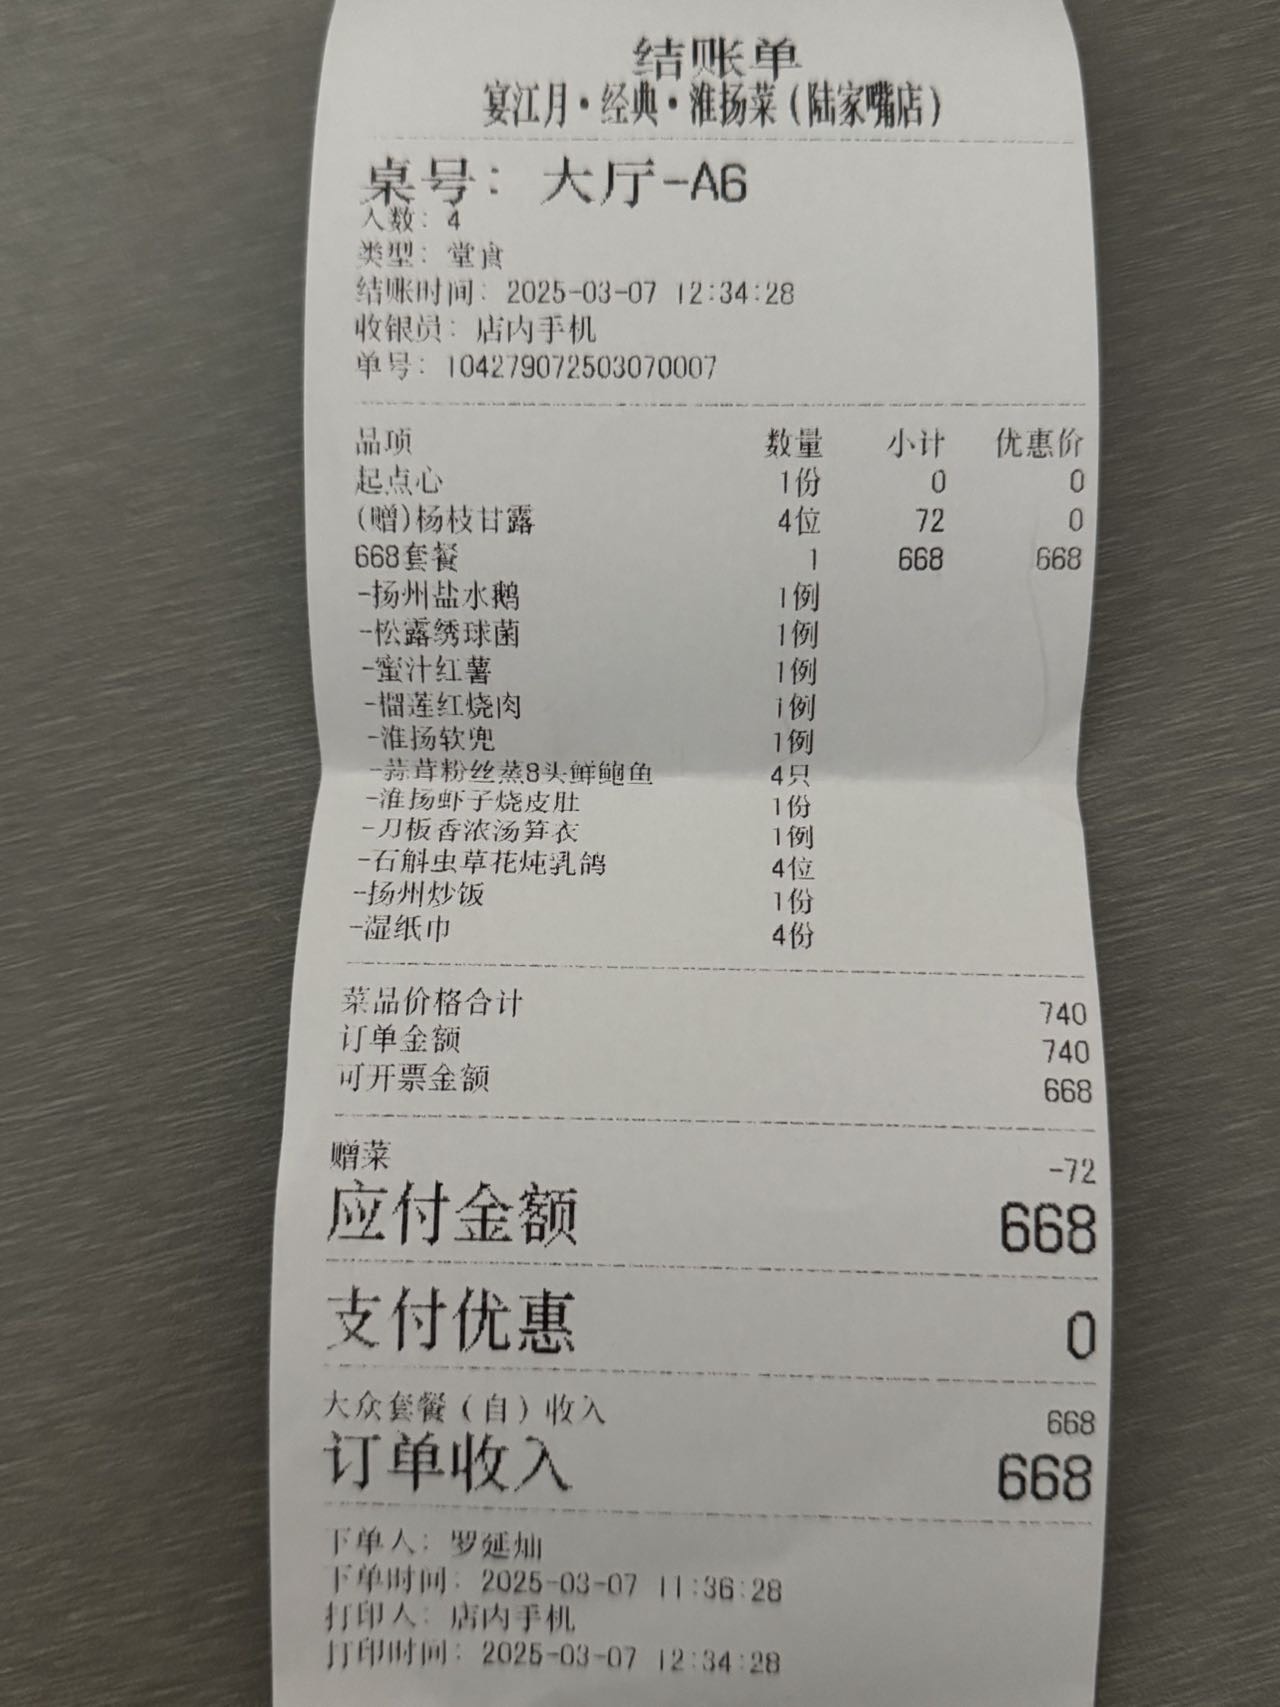 结账单
宴江月·经典·淮扬菜(陆家嘴店)
桌号: 大厅-A6
人数: 4
类型: 堂食
结账时间: 2025-03-07 12:34:28
收银员: 店内手机
单号: 104279072503070007
品项 数量 小计 优惠价
起点心 1份 0 0
(赠)杨枝甘露 4位 72 0
668套餐 1 668 668
-扬州盐水鹅 1例
-松露绣球菌 1例
-蜜汁红薯 1例
-榴莲红烧肉 1例
-淮扬软兜 1例
-蒜茸粉丝蒸8头鲜鲍鱼 4只
-淮扬虾子烧皮肚 1份
-刀板香浓汤笋衣 1例
-石斛虫草花炖乳鸽 4位
-扬州炒饭 1份
-湿纸巾 4份
菜品价格合计 740
订单金额 740
可开票金额 668
赠菜 -72
应付金额 668
支付优惠 0
大众套餐(自)收入 668
订单收入 668
下单人: 罗延灿
下单时间: 2025-03-07 11:36:28
打印人: 店内手机
打印时间: 2025-03-07 12:34:28